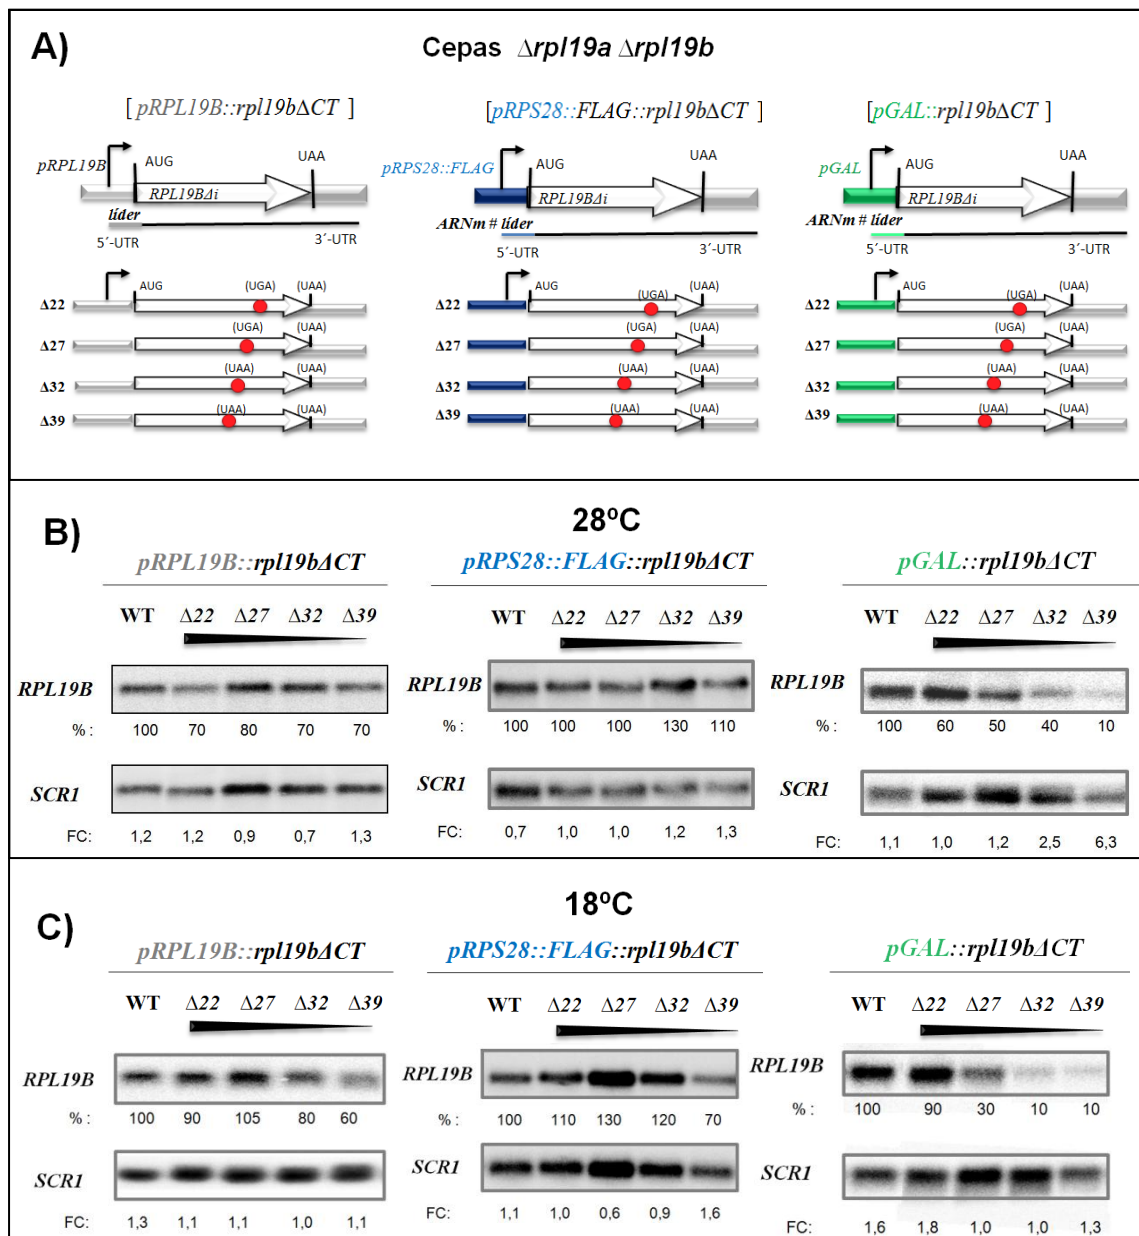 A)
Cepas Δrpl19a Δrpl19b
[ pRPL19B::rpl19bΔCT ]
[pRPS28::FLAG::rpl19bΔCT ]
[pGAL::rpl19bΔCT ]
pRPL19B AUG UAA
RPL19BΔi
líder
5´-UTR 3´-UTR
pRPS28::FLAG AUG UAA
RPL19BΔi
ARNm # líder
5´-UTR 3´-UTR
pGAL AUG UAA
RPL19BΔi
ARNm # líder
5´-UTR 3´-UTR
AUG (UGA) (UAA)
Δ22
(UGA) (UAA)
Δ27
(UAA) (UAA)
Δ32
(UAA) (UAA)
Δ39
AUG (UGA) (UAA)
Δ22
(UGA) (UAA)
Δ27
(UAA) (UAA)
Δ32
(UAA) (UAA)
Δ39
AUG (UGA) (UAA)
Δ22
(UGA) (UAA)
Δ27
(UAA) (UAA)
Δ32
(UAA) (UAA)
Δ39
B)
28ºC
pRPL19B::rpl19bΔCT
WT Δ22 Δ27 Δ32 Δ39
RPL19B
% : 100 70 80 70 70
SCR1
FC: 1,2 1,2 0,9 0,7 1,3
pRPS28::FLAG::rpl19bΔCT
WT Δ22 Δ27 Δ32 Δ39
RPL19B
% : 100 100 100 130 110
SCR1
FC: 0,7 1,0 1,0 1,2 1,3
pGAL::rpl19bΔCT
WT Δ22 Δ27 Δ32 Δ39
RPL19B
% : 100 60 50 40 10
SCR1
FC: 1,1 1,0 1,2 2,5 6,3
C)
18ºC
pRPL19B::rpl19bΔCT
WT Δ22 Δ27 Δ32 Δ39
RPL19B
% : 100 90 105 80 60
SCR1
FC: 1,3 1,1 1,1 1,0 1,1
pRPS28::FLAG::rpl19bΔCT
WT Δ22 Δ27 Δ32 Δ39
RPL19B
% : 100 110 130 120 70
SCR1
FC: 1,1 1,0 0,6 0,9 1,6
pGAL::rpl19bΔCT
WT Δ22 Δ27 Δ32 Δ39
RPL19B
% : 100 90 30 10 10
SCR1
FC: 1,6 1,8 1,0 1,0 1,3